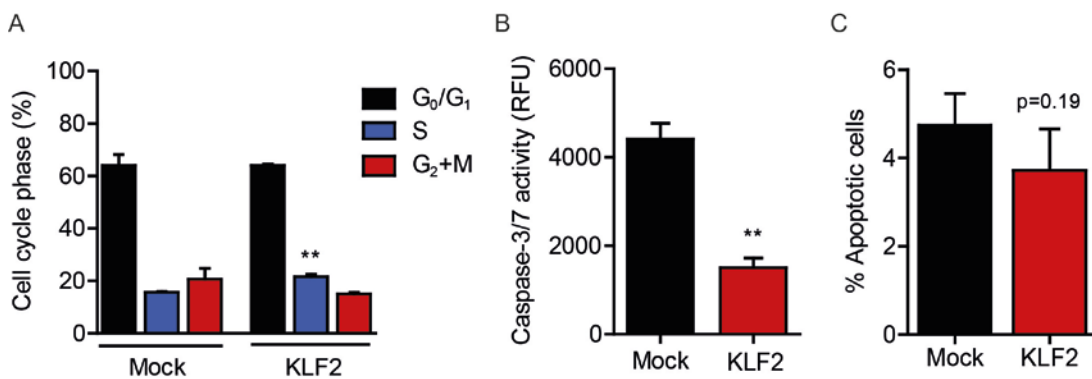 A
Cell cycle phase (%)
100
80
60
40
20
0
G₀/G₁
S
G₂+M
**
Mock
KLF2
B
Caspase-3/7 activity (RFU)
6000
4000
2000
0
**
Mock
KLF2
C
% Apoptotic cells
6
4
2
0
p=0.19
Mock
KLF2